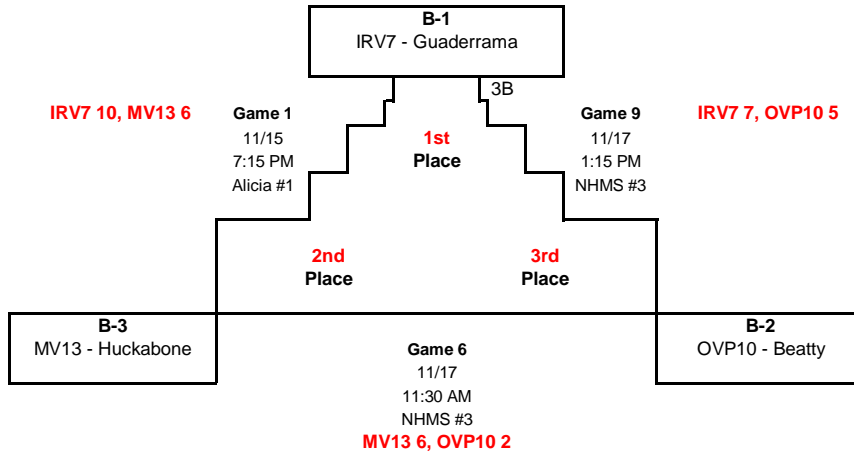 B-1
IRV7 - Guaderrama
3B
IRV7 10, MV13 6
Game 1
11/15
7:15 PM
Alicia #1
1st
Place
Game 9
11/17
1:15 PM
NHMS #3
IRV7 7, OVP10 5
2nd
Place
3rd
Place
B-3
MV13 - Huckabone
Game 6
11/17
11:30 AM
NHMS #3
MV13 6, OVP10 2
B-2
OVP10 - Beatty